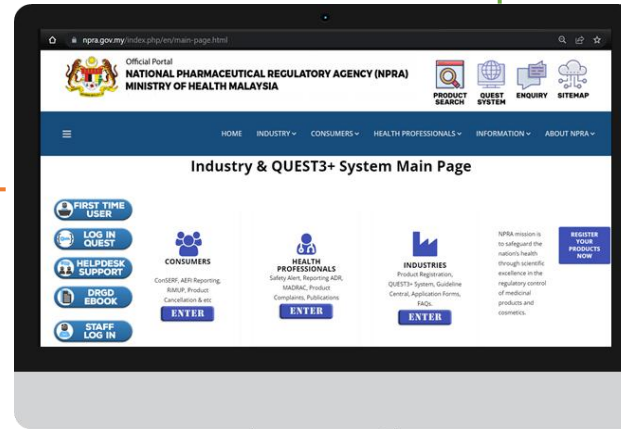 npra.gov.my/index.php/en/main-page.html
Official Portal
NATIONAL PHARMACEUTICAL REGULATORY AGENCY (NPRA)
MINISTRY OF HEALTH MALAYSIA
PRODUCT
SEARCH
QUEST
SYSTEM
ENQUIRY
SITEMAP
HOME
INDUSTRY
CONSUMERS
HEALTH PROFESSIONALS
INFORMATION
ABOUT NPRA
Industry & QUEST3+ System Main Page
FIRST TIME
USER
LOG IN
QUEST
HELPDESK
SUPPORT
DRGD
EBOOK
STAFF
LOG IN
CONSUMERS
ConSERF, AEFI Reporting,
RiMUP, Product
Cancellation & etc
ENTER
HEALTH
PROFESSIONALS
Safety Alert, Reporting ADR,
MADRAC, Product
Complaints, Publications
ENTER
INDUSTRIES
Product Registration,
QUEST3+ System, Guideline
Central, Application Forms,
FAQs.
ENTER
NPRA mission is
to safeguard the
nation's health
through scientific
excellence in the
regulatory control
of medicinal
products and
cosmetics.
REGISTER
YOUR
PRODUCTS
NOW